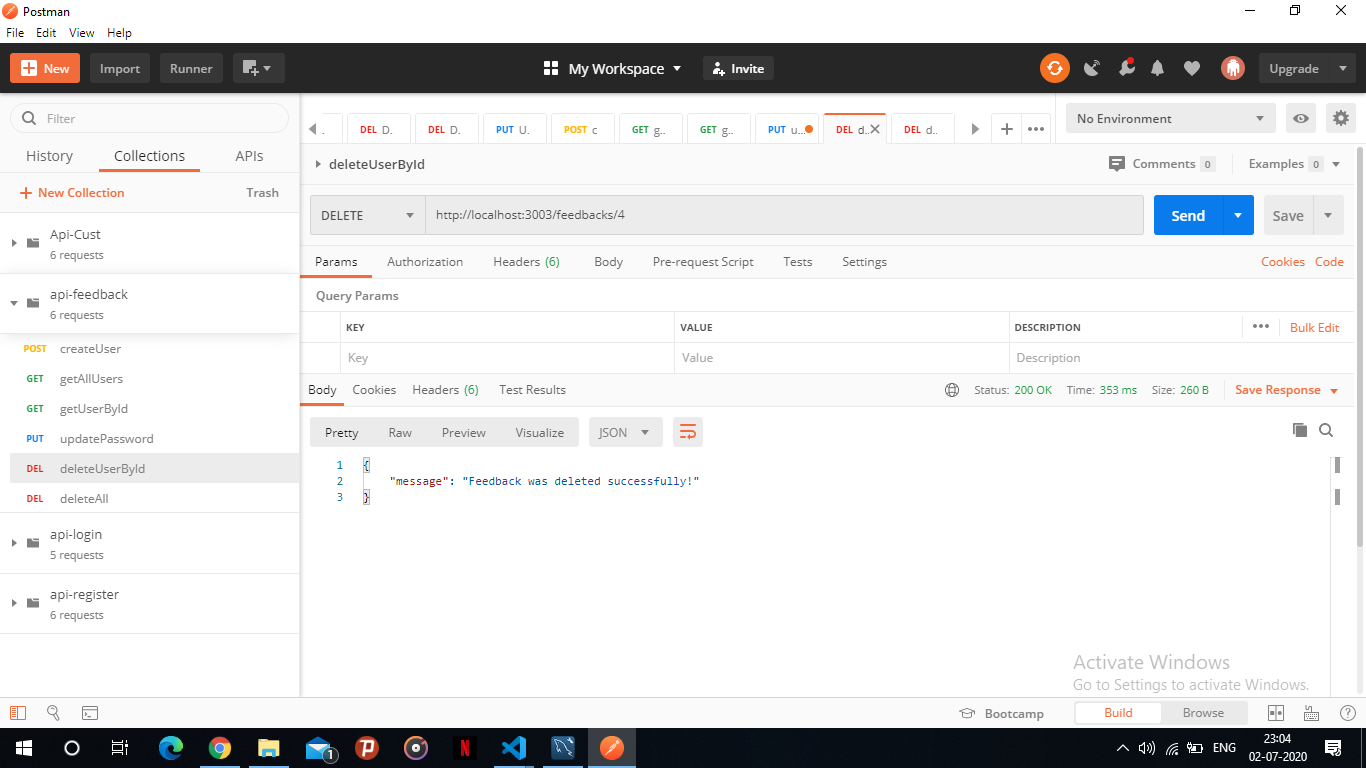 Postman
File Edit View Help
New Import Runner My Workspace Invite Upgrade
Filter
History Collections APIs
New Collection Trash
Api-Cust
6 requests
api-feedback
6 requests
POST createUser
GET getAllUsers
GET getUserById
PUT updatePassword
DEL deleteUserById
DEL deleteAll
api-login
5 requests
api-register
6 requests
. DEL D. DEL D. PUT U. POST c GET g.. GET g.. PUT u... DEL d. DEL d..
No Environment
deleteUserById Comments 0 Examples 0
DELETE http://localhost:3003/feedbacks/4 Send Save
Params Authorization Headers (6) Body Pre-request Script Tests Settings Cookies Code
Query Params
KEY VALUE DESCRIPTION ••• Bulk Edit
Key Value Description
Body Cookies Headers (6) Test Results Status: 200 OK Time: 353 ms Size: 260 B Save Response
Pretty Raw Preview Visualize JSON
1 {
2 "message": "Feedback was deleted successfully!"
3 }
Activate Windows
Go to Settings to activate Windows.
Bootcamp Build Browse
1 N ENG 23:04
02-07-2020